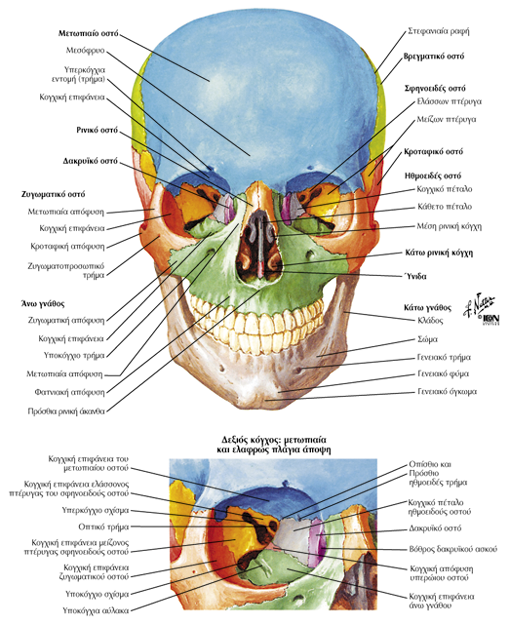 Μετωπιαίο οστό
Μεσόφρυο
Υπερκόγχια
εντομή (τρήμα)
Κογχική επιφάνεια
Ρινικό οστό
Δακρυϊκό οστό
Ζυγωματικό οστό
Μετωπιαία απόφυση
Κογχική επιφάνεια
Κροταφική απόφυση
Ζυγωματοπροσωπικό
τρήμα
Άνω γνάθος
Ζυγωματική απόφυση
Κογχική επιφάνεια
Υποκόγχιο τρήμα
Μετωπιαία απόφυση
Φατνιακή απόφυση
Πρόσθια ρινική άκανθα
Στεφανιαία ραφή
Βρεγματικό οστό
Σφηνοειδές οστό
Ελάσσων πτέρυγα
Μείζων πτέρυγα
Κροταφικό οστό
Ηθμοειδές οστό
Κογχικό πέταλο
Κάθετο πέταλο
Μέση ρινική κόγχη
Κάτω ρινική κόγχη
Ύνιδα
Κάτω γνάθος
Κλάδος
Σώμα
Γενειακό τρήμα
Γενειακό φύμα
Γενειακό όγκωμα
Δεξιός κόγχος: μετωπιαία
και ελαφρώς πλάγια άποψη
Κογχική επιφάνεια του
μετωπιαίου οστού
Κογχική επιφάνεια ελάσσονος
πτέρυγας του σφηνοειδούς οστού
Υπερκόγχιο σχίσμα
Οπτικό τρήμα
Κογχική επιφάνεια μείζονος
πτέρυγας σφηνοειδούς οστού
Κογχική επιφάνεια
ζυγωματικού οστού
Υποκόγχιο σχίσμα
Υποκόγχια αύλακα
Οπίσθιο και
Πρόσθιο
ηθμοειδές τρήμα
Κογχικό πέταλο
ηθμοειδούς οστού
Δακρυϊκό οστό
Βόθρος δακρυϊκού ασκού
Κογχική απόφυση
υπερώιου οστού
Κογχική επιφάνεια
άνω γνάθου